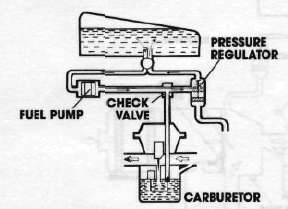 PRESSURE
REGULATOR
FUEL PUMP
CHECK
VALVE
CARBURETOR